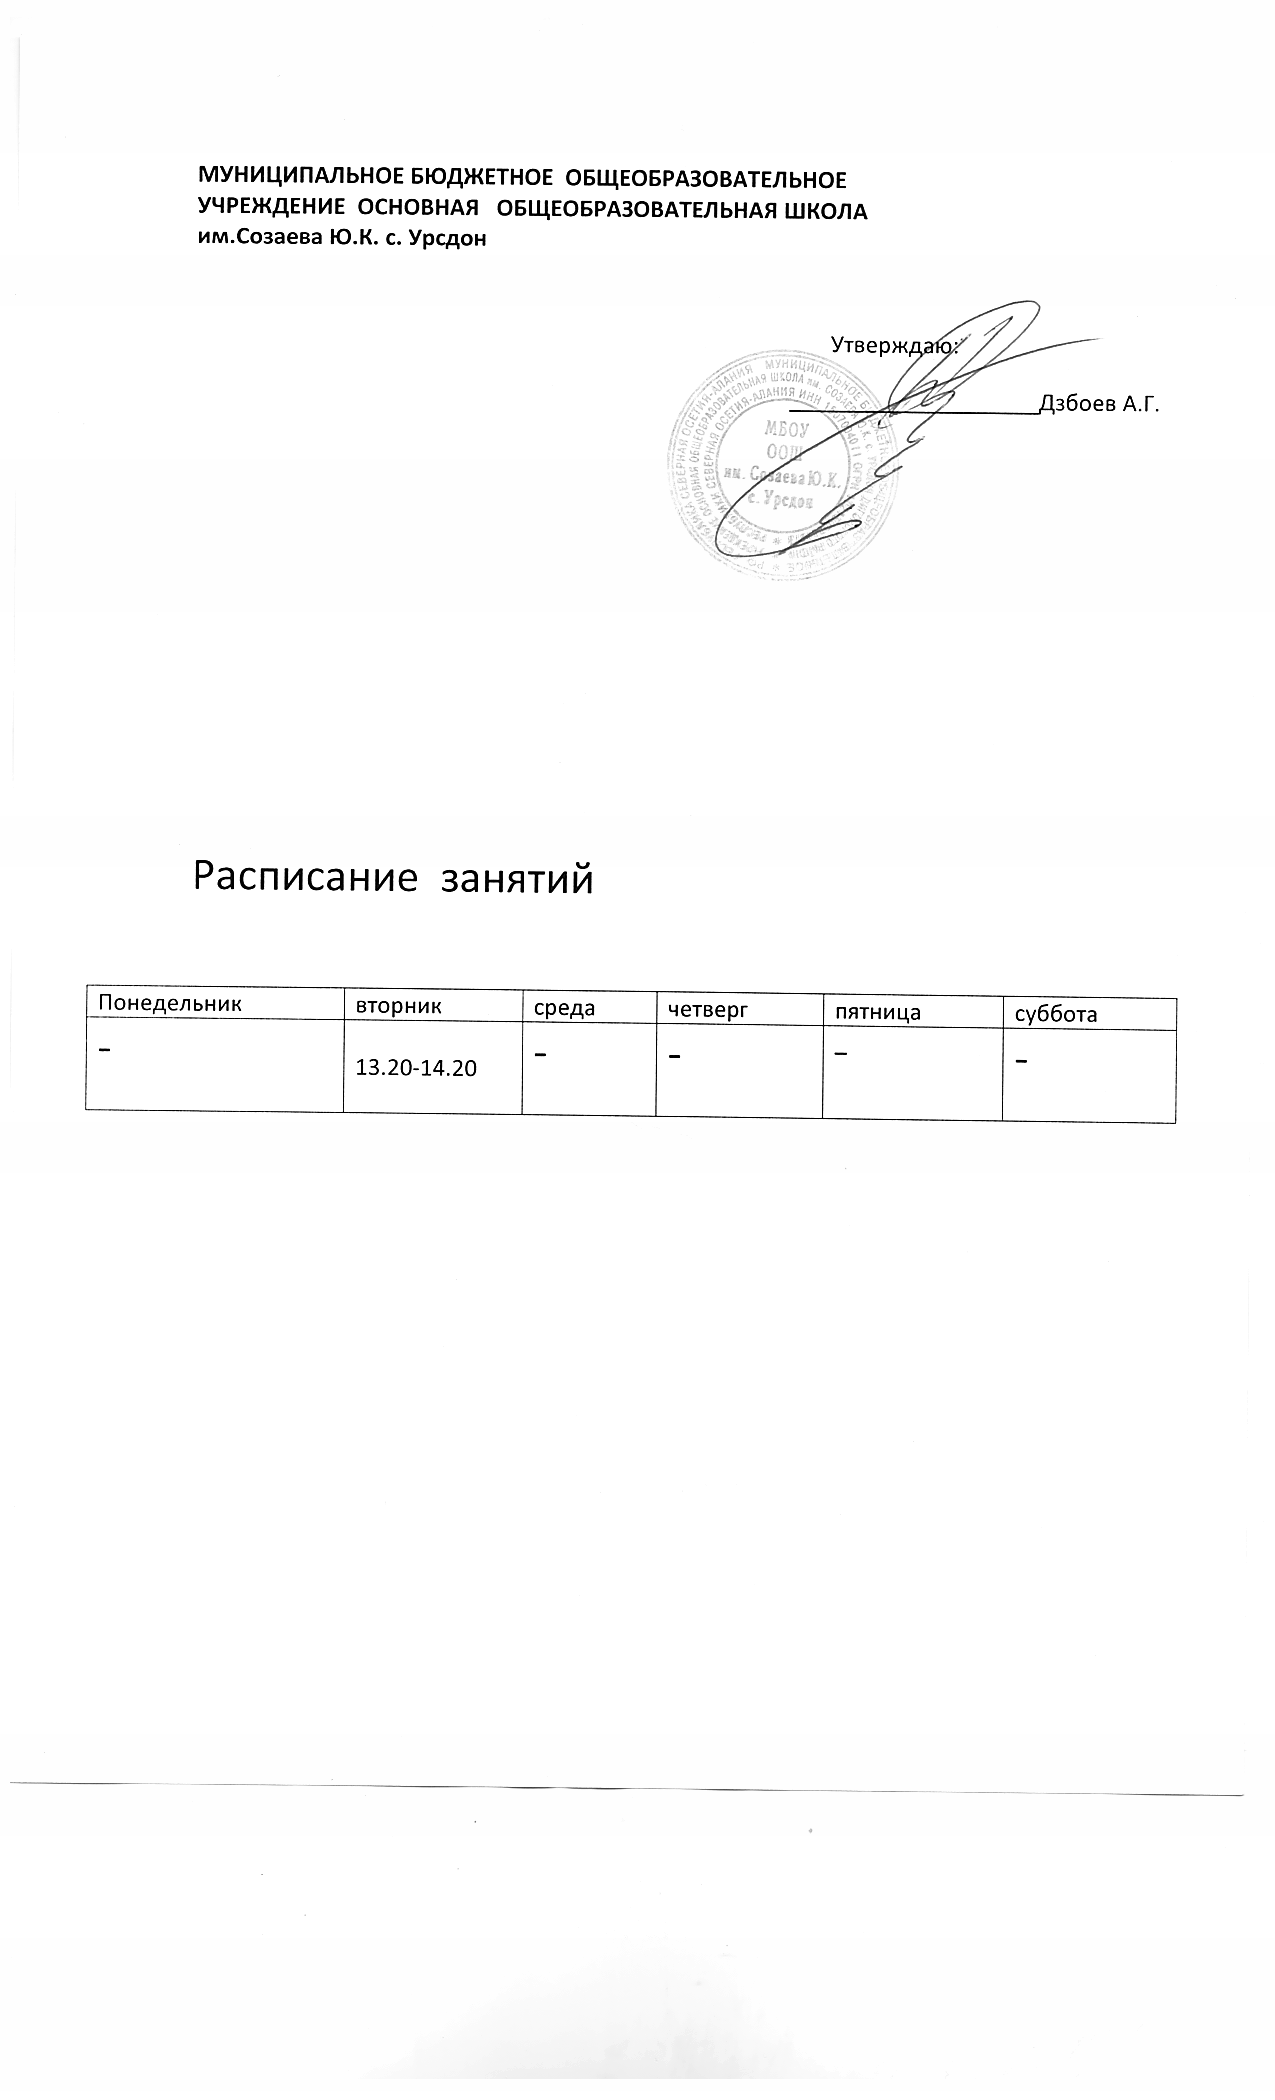 МУНИЦИПАЛЬНОЕ БЮДЖЕТНОЕ ОБЩЕОБРАЗОВАТЕЛЬНОЕ
УЧРЕЖДЕНИЕ ОСНОВНАЯ ОБЩЕОБРАЗОВАТЕЛЬНАЯ ШКОЛА
им.Созаева Ю.К. с. Урсдон
Утверждаю:
Дзбоев А.Г.
МБОУ
ООШ
им. Созаева Ю.К.
с. Урсдон
Расписание занятий
Понедельник вторник среда четверг пятница суббота
– 13.20-14.20 – – – –